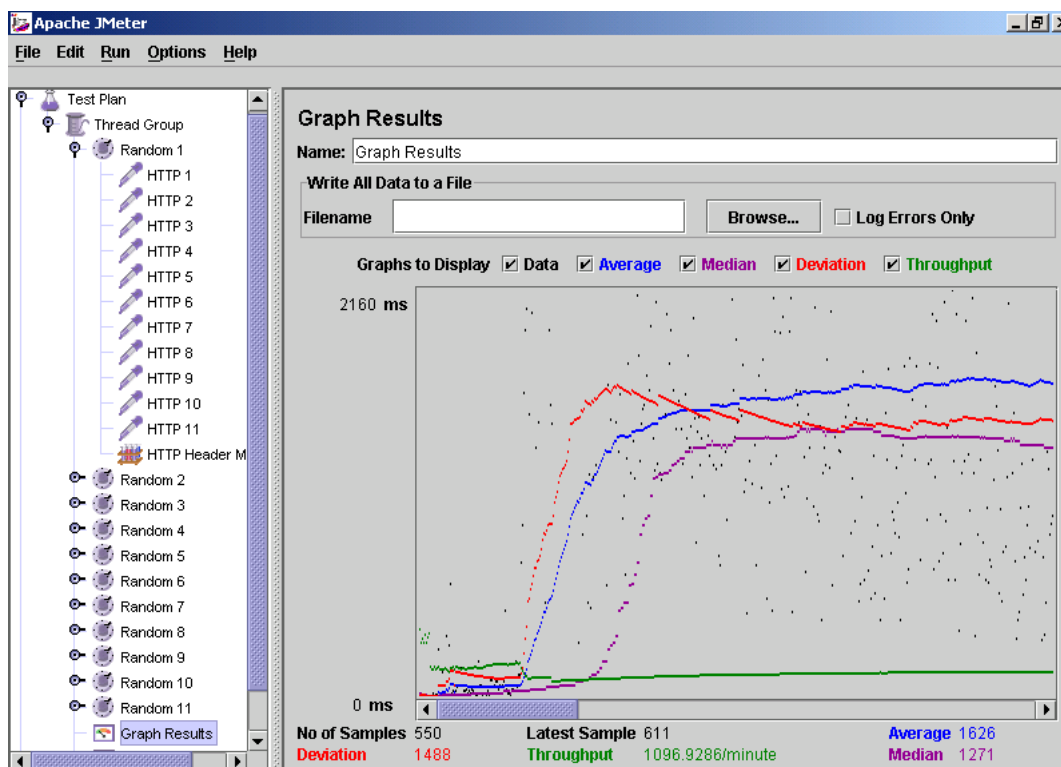 Apache JMeter
File Edit Run Options Help
Test Plan
Thread Group
Random 1
HTTP 1
HTTP 2
HTTP 3
HTTP 4
HTTP 5
HTTP 6
HTTP 7
HTTP 8
HTTP 9
HTTP 10
HTTP 11
HTTP Header M
Random 2
Random 3
Random 4
Random 5
Random 6
Random 7
Random 8
Random 9
Random 10
Random 11
Graph Results
Graph Results
Name: Graph Results
Write All Data to a File
Filename Browse... Log Errors Only
Graphs to Display Data Average Median Deviation Throughput
2160 ms
0 ms
No of Samples 550 Latest Sample 611 Average 1626
Deviation 1488 Throughput 1096.9286/minute Median 1271